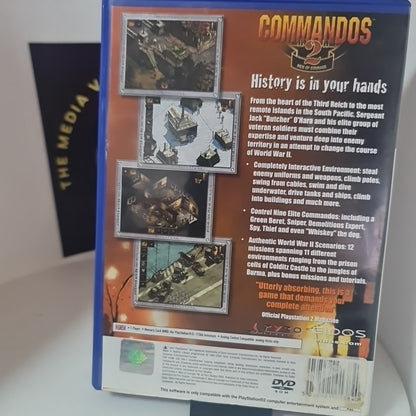 THE MEDIA
COMMANDOS
2
MEN OF COURAGE
History is in your hands
From the heart of the Third Reich to the most
remote islands in the South Pacific, Sergeant
Jack "Butcher" O'Hara and his elite group of
veteran soldiers must combine their
expertise and venture deep into enemy
territory in an attempt to change the course
of World War II.
• Completely Interactive Environment: steal
enemy uniforms and weapons, climb poles,
swing from cables, swim and dive
underwater, drive tanks and ships, climb
into buildings and much more.
• Control Nine Elite Commandos: including a
Green Beret, Sniper, Demolitions Expert,
Spy, Thief and even "Whiskey" the dog.
• Authentic World War II Scenarios: 12
missions spanning 11 different
environments ranging from the prison
cells of Colditz Castle to the jungles of
Burma, plus bonus missions and tutorials.
"Utterly absorbing, this is a
game that demands your
complete attention"
Official Playstation 2 Magazine
PYRO EIDOS
DVD
ROM
This software is only compatible with the PlayStation®2 computer entertainment system